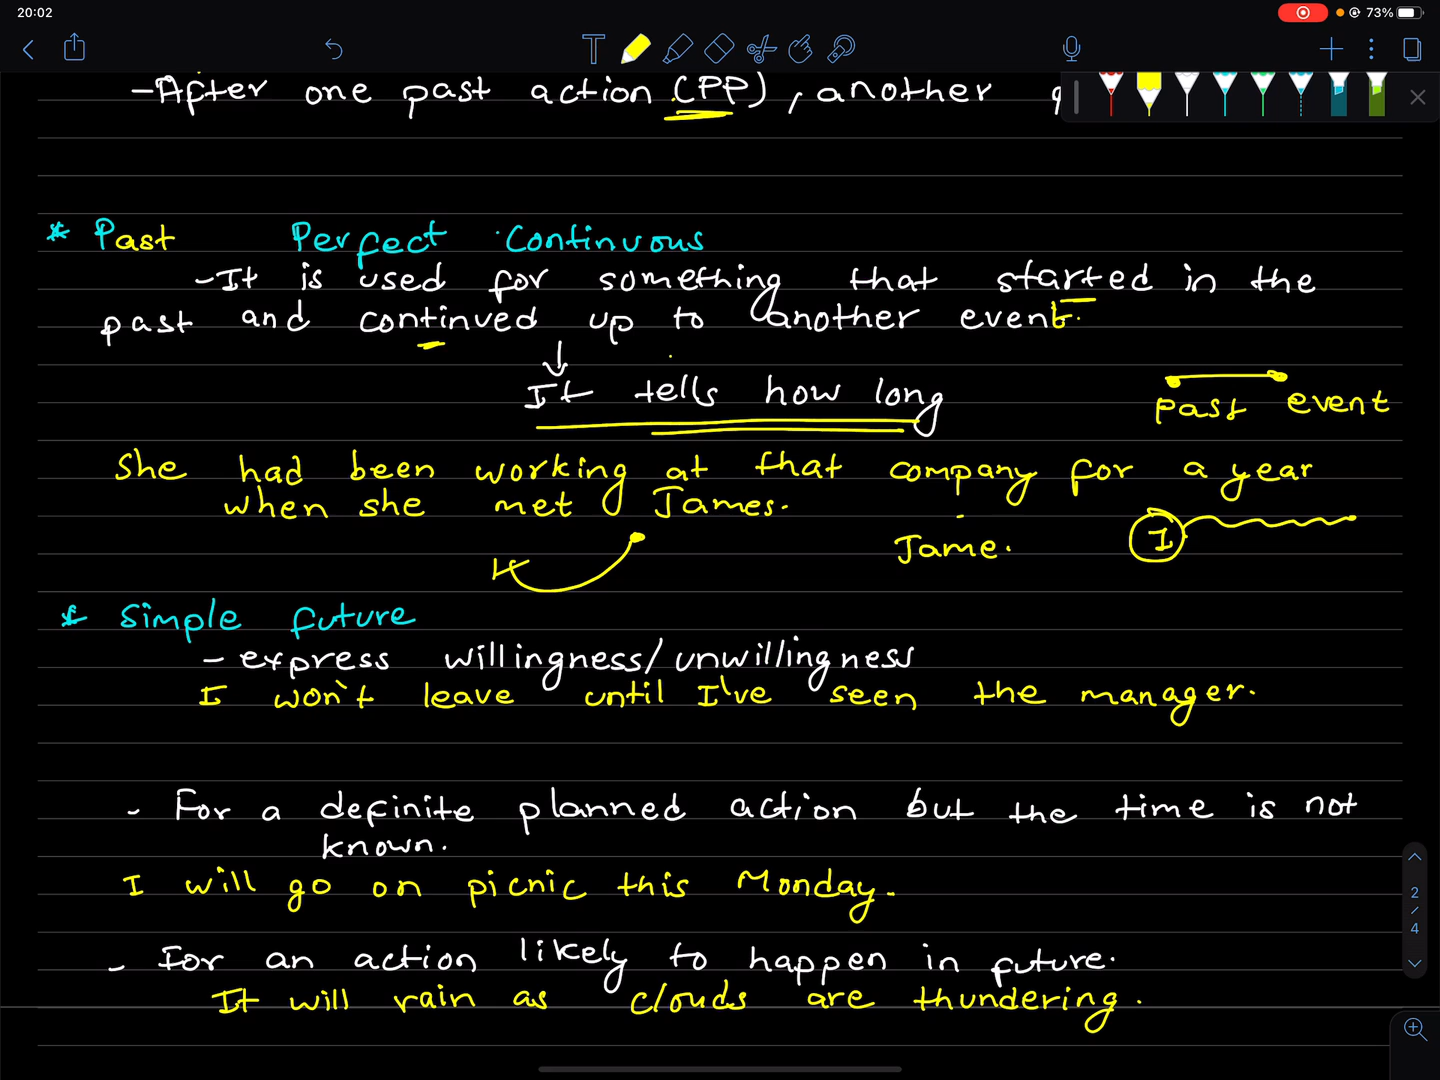 20:02
73%
-After one past action (PP), another
* Past Perfect Continuous
-It is used for something that started in the
past and continued up to another event.
It tells how long
past event
She had been working at that company for a year
when she met James.
Jame.
I
* Simple future
- express willingness/unwillingness
I won't leave until I've seen the manager.
- For a definite planned action but the time is not
known.
I will go on picnic this Monday.
- For an action likely to happen in future.
It will rain as clouds are thundering.
2
/
4